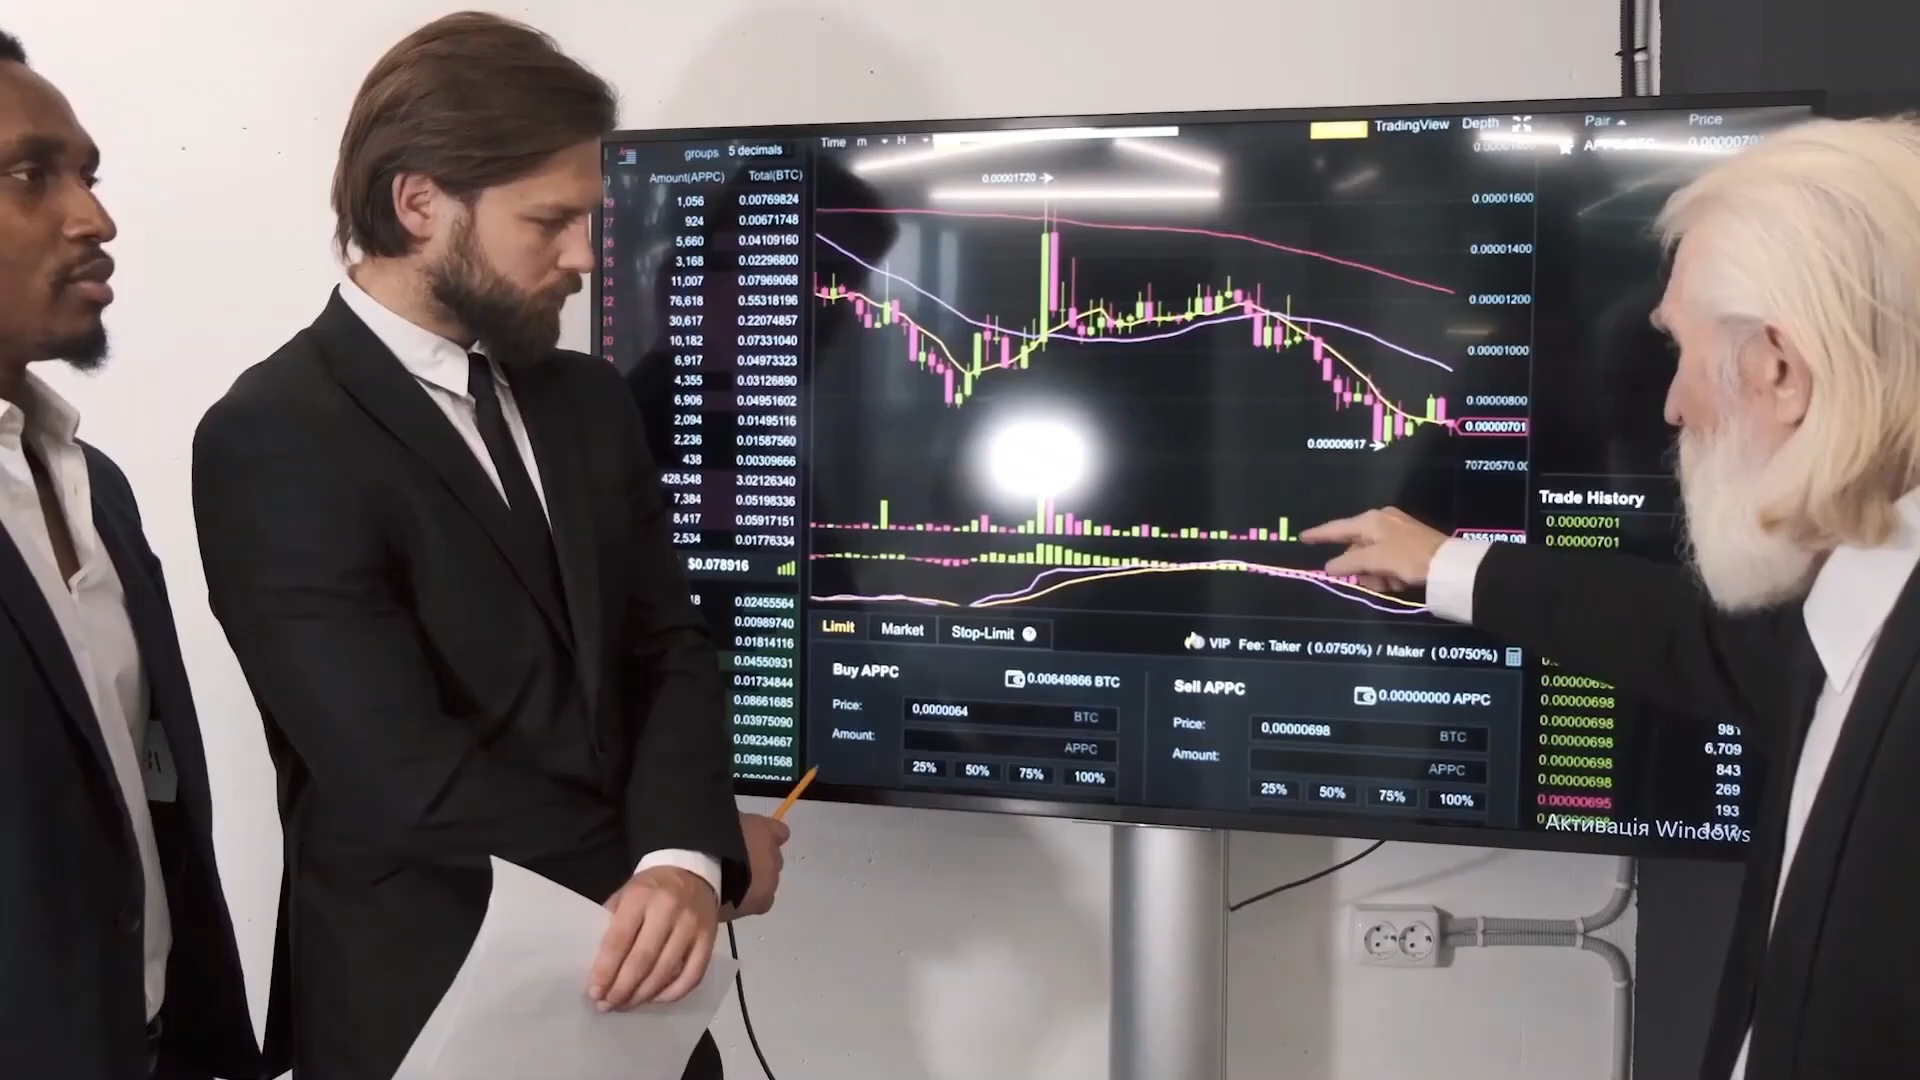 groups 5 decimals
Amount(APPC) Total(BTC)
1,056 0.00769824
924 0.00671748
5,660 0.04109160
3,168 0.02296800
11,007 0.07969068
76,618 0.55318196
30,617 0.22074857
10,182 0.07331040
6,917 0.04973323
4,355 0.03126890
6,906 0.04951602
2,094 0.01495116
2,236 0.01587560
438 0.00309666
428,548 3.02126340
7,384 0.05198336
8,417 0.05917151
2,534 0.01776334
$0.078916
0.02455564
0.00989740
0.01814116
0.04550931
0.01734844
0.08661685
0.03975090
0.09234667
0.09811568
Time m H
TradingView Depth
0.00001720
0.00001600
0.00001400
0.00001200
0.00001000
0.00000800
0.00000701
0.00000617
Limit Market Stop-Limit ?
VIP Fee: Taker (0.0750%) / Maker (0.0750%)
Buy APPC 0.00649866 BTC
Price: 0,0000064 BTC
Amount: APPC
25% 50% 75% 100%
Sell APPC 0.00000000 APPC
Price: 0,00000698 BTC
Amount: APPC
25% 50% 75% 100%
Pair Price
Trade History
0.00000701
0.00000701
0.00000698
0.00000698
0.00000698 6,709
0.00000698 843
0.00000698 269
0.00000695 193
Активація Windows